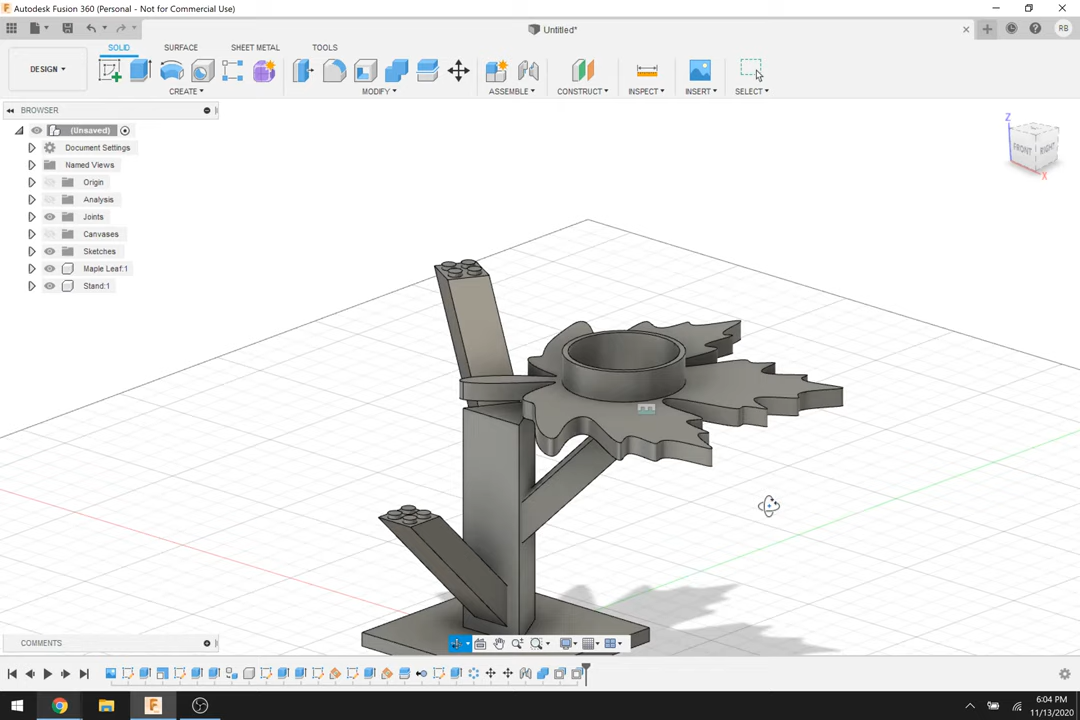 Autodesk Fusion 360 (Personal - Not for Commercial Use)
Untitled*
RB
SOLID SURFACE SHEET METAL TOOLS
DESIGN
CREATE MODIFY ASSEMBLE CONSTRUCT INSPECT INSERT SELECT
BROWSER
(Unsaved)
Document Settings
Named Views
Origin
Analysis
Joints
Canvases
Sketches
Maple Leaf:1
Stand:1
Z
FRONT RIGHT
X
COMMENTS
6:04 PM
11/13/2020